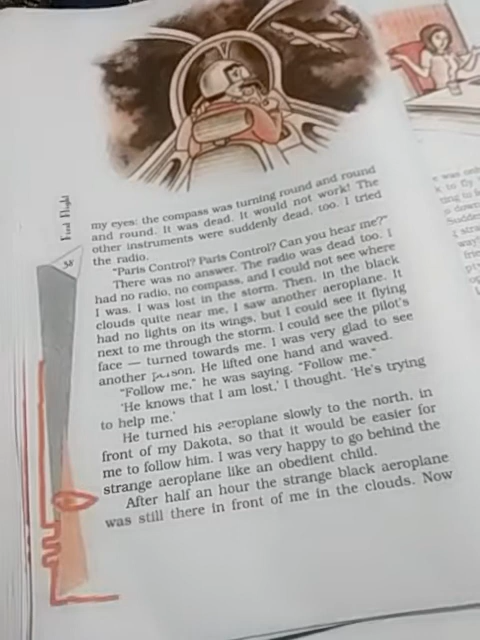 First Flight
38
my eyes: the compass was turning round and round
and round. It was dead. It would not work! The
other instruments were suddenly dead, too. I tried
the radio.
"Paris Control? Paris Control? Can you hear me?"
There was no answer. The radio was dead too. I
had no radio, no compass, and I could not see where
I was. I was lost in the storm. Then, in the black
clouds quite near me, I saw another aeroplane. It
had no lights on its wings, but I could see it flying
next to me through the storm. I could see the pilot's
face — turned towards me. I was very glad to see
another person. He lifted one hand and waved.
"Follow me," he was saying. "Follow me."
'He knows that I am lost,' I thought. 'He's trying
to help me.'
He turned his aeroplane slowly to the north, in
front of my Dakota, so that it would be easier for
me to follow him. I was very happy to go behind the
strange aeroplane like an obedient child.
After half an hour the strange black aeroplane
was still there in front of me in the clouds. Now